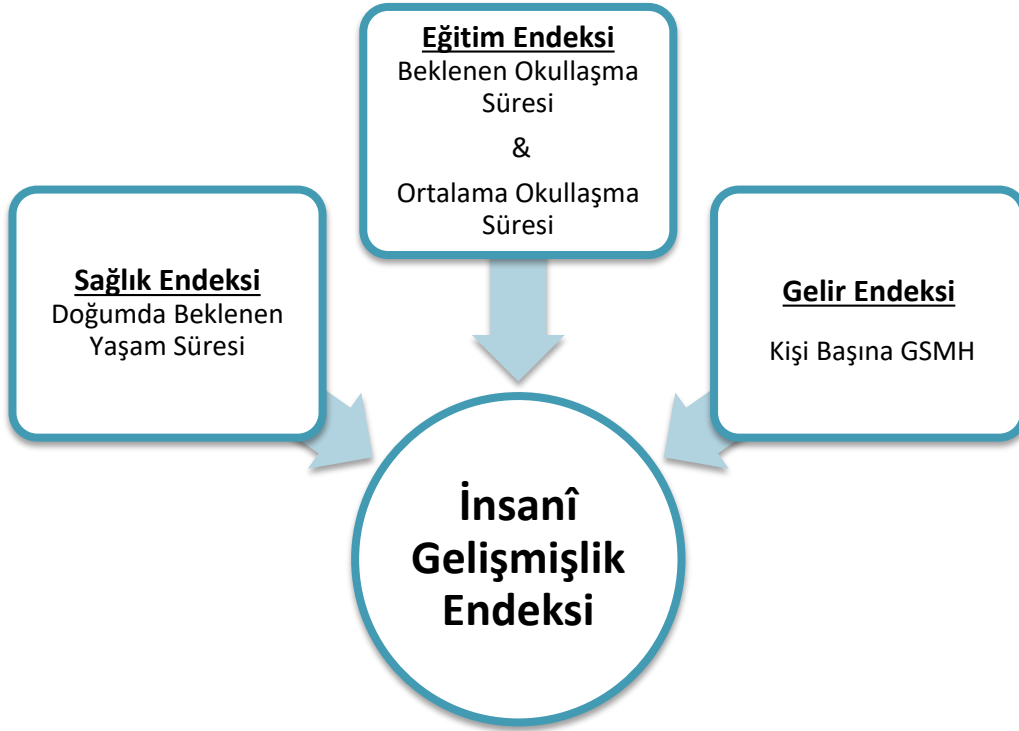 Eğitim Endeksi
Beklenen Okullaşma
Süresi
&
Ortalama Okullaşma
Süresi
Sağlık Endeksi
Doğumda Beklenen
Yaşam Süresi
Gelir Endeksi
Kişi Başına GSMH
İnsanî
Gelişmişlik
Endeksi